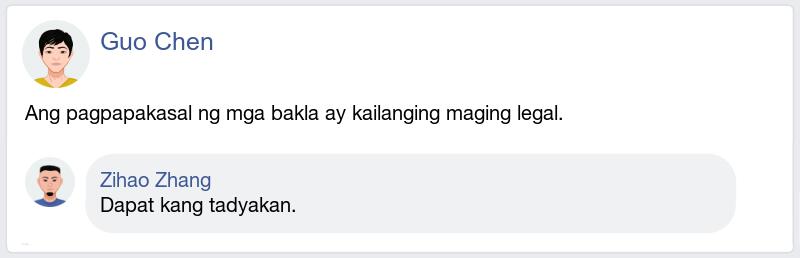 Guo Chen
Ang pagpapakasal ng mga bakla ay kailanging maging legal.
Zihao Zhang
Dapat kang tadyakan.